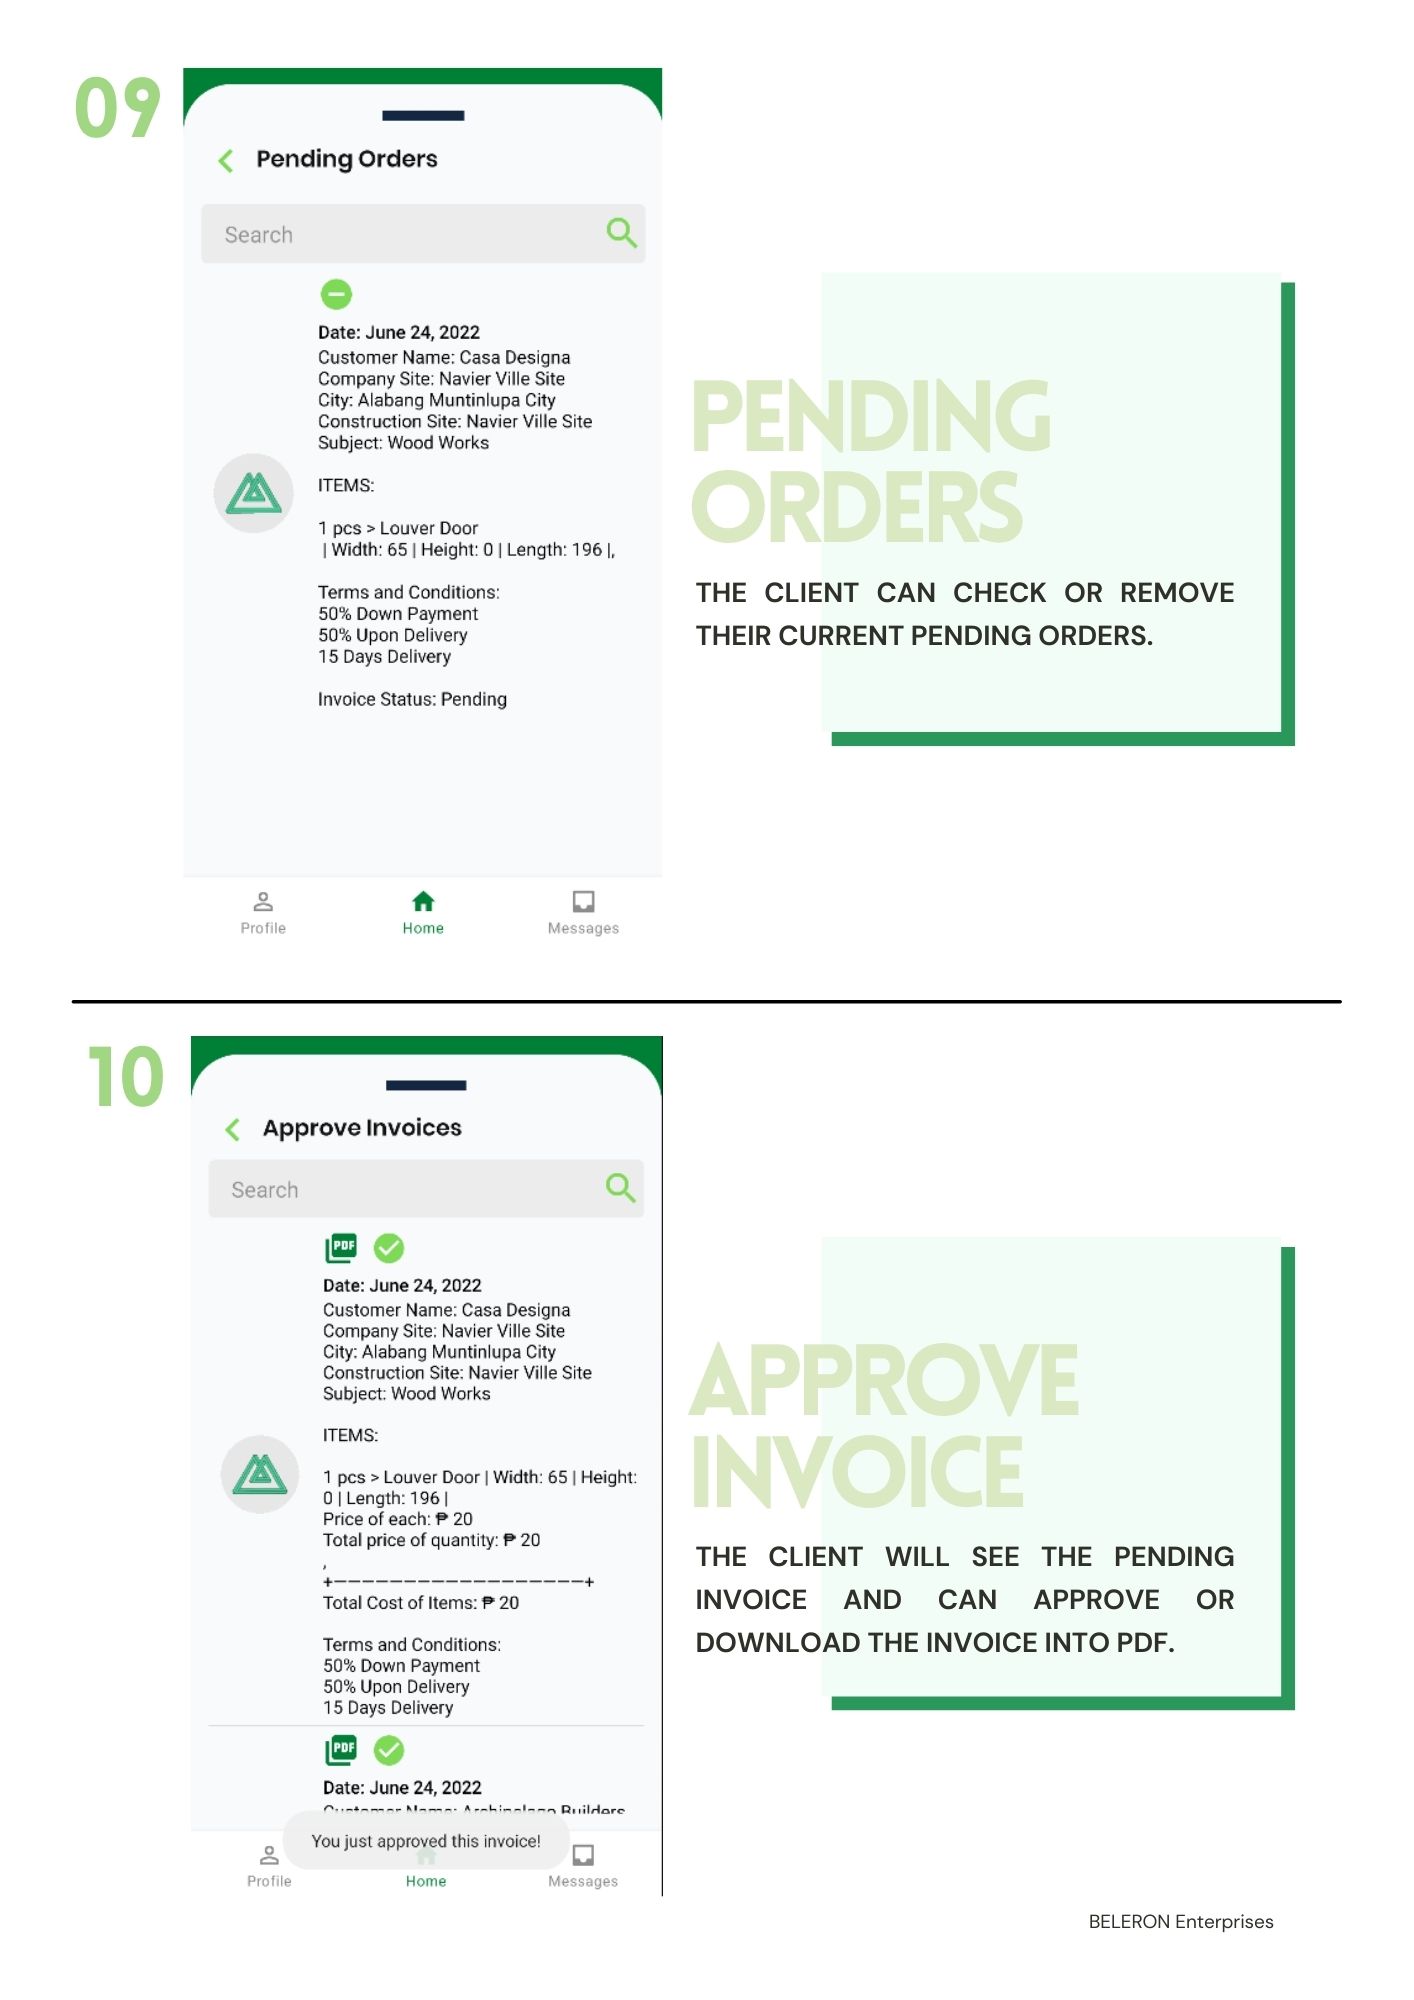 09
Pending Orders
Search
Date: June 24, 2022
Customer Name: Casa Designa
Company Site: Navier Ville Site
City: Alabang Muntinlupa City
Construction Site: Navier Ville Site
Subject: Wood Works
ITEMS:
1 pcs > Louver Door
| Width: 65 | Height: 0 | Length: 196 |,
Terms and Conditions:
50% Down Payment
50% Upon Delivery
15 Days Delivery
Invoice Status: Pending
Profile
Home
Messages
PENDING
ORDERS
THE CLIENT CAN CHECK OR REMOVE
THEIR CURRENT PENDING ORDERS.
10
Approve Invoices
Search
PDF
Date: June 24, 2022
Customer Name: Casa Designa
Company Site: Navier Ville Site
City: Alabang Muntinlupa City
Construction Site: Navier Ville Site
Subject: Wood Works
ITEMS:
1 pcs > Louver Door | Width: 65 | Height:
0 | Length: 196 |
Price of each: ₱ 20
Total price of quantity: ₱ 20
,
+−−−−−−−−−−−−−−−−−−+
Total Cost of Items: ₱ 20
Terms and Conditions:
50% Down Payment
50% Upon Delivery
15 Days Delivery
PDF
Date: June 24, 2022
Customer Name: Archipelago Builders
You just approved this invoice!
Profile
Home
Messages
APPROVE
INVOICE
THE CLIENT WILL SEE THE PENDING
INVOICE AND CAN APPROVE OR
DOWNLOAD THE INVOICE INTO PDF.
BELERON Enterprises